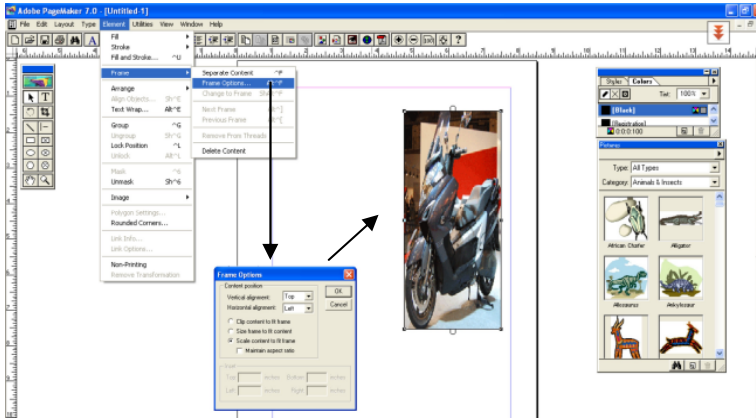 Adobe PageMaker 7.0 - [Untitled-1]
File Edit Layout Type Element Utilities View Window Help
Fill
Stroke
Fill and Stroke... ^U
Frame
Arrange
Align Objects... Sh^E
Text Wrap... Alt^E
Group ^G
Ungroup Sh^G
Lock Position ^L
Unlock Alt^L
Mask ^6
Unmask Sh^6
Image
Polygon Settings...
Rounded Corners...
Link Info...
Link Options...
Non-Printing
Remove Transformation
Separate Content ^F
Frame Options... Alt^F
Change to Frame
Next Frame
Previous Frame
Remove From Threads
Delete Content
Frame Options
Content position
Vertical alignment: Top
Horizontal alignment: Left
OK
Cancel
Clip content to fit frame
Size frame to fit content
Scale content to fit frame
Maintain aspect ratio
Inset
Top: inches Bottom: inches
Left: inches Right: inches
Styles Colors
Tint: 100%
[Black]
[Registration]
0:0:0:100
Pictures
Type: All Types
Category: Animals & Insects
African Chafer
Alligator
Allosaurus
Ankylosaur